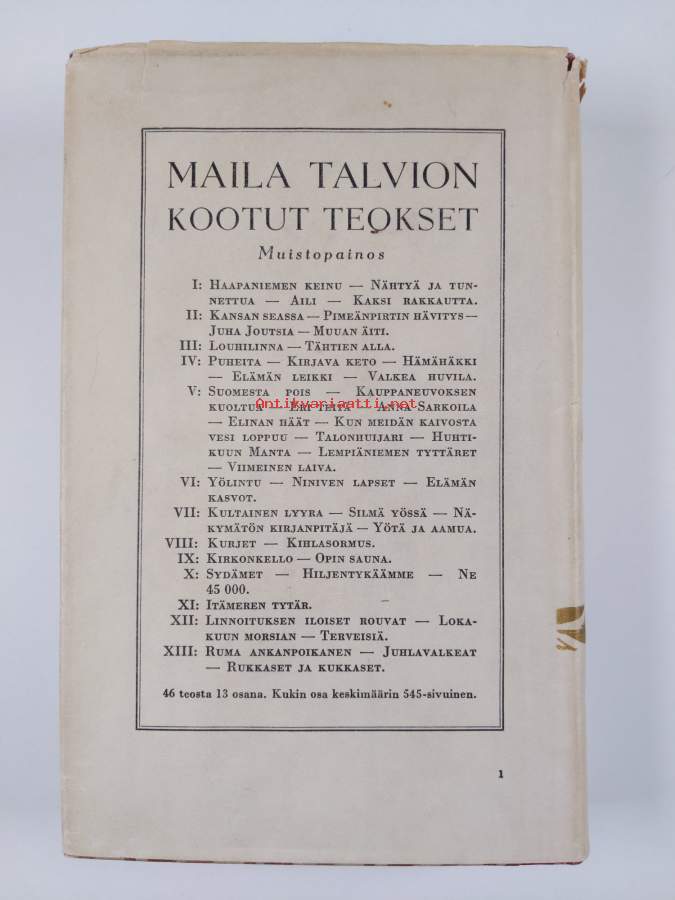 MAILA TALVION
KOOTUT TEOKSET
Muistopainos
I: HAAPANIEMEN KEINU — NÄHTYÄ JA TUN-
NETTUA — AILI — KAKSI RAKKAUTTA.
II: KANSAN SEASSA — PIMEÄNPIRTIN HÄVITYS —
JUHA JOUTSIA — MUUAN ÄITI.
III: LOUHILINNA — TÄHTIEN ALLA.
IV: PUHEITA — KIRJAVA KETO — HÄMÄHÄKKI
— ELÄMÄN LEIKKI — VALKEA HUVILA.
V: SUOMESTA POIS — KAUPPANEUVOKSEN
Antikvariaatti.net
KUOLTUA — ERI TEITÄ — ANNA SARKOILA
— ELINAN HÄÄT — KUN MEIDÄN KAIVOSTA
VESI LOPPUU — TALONHUIJARI — HUHTI-
KUUN MANTA — LEMPIÄNIEMEN TYTTÄRET
— VIIMEINEN LAIVA.
VI: YÖLINTU — NINIVEN LAPSET — ELÄMÄN
KASVOT.
VII: KULTAINEN LYYRA — SILMÄ YÖSSÄ — NÄ-
KYMÄTÖN KIRJANPITÄJÄ — YÖTÄ JA AAMUA.
VIII: KURJET — KIHLASORMUS.
IX: KIRKONKELLO — OPIN SAUNA.
X: SYDÄMET — HILJENTYKÄÄMME — NE
45 000.
XI: ITÄMEREN TYTÄR.
XII: LINNOITUKSEN ILOISET ROUVAT — LOKA-
KUUN MORSIAN — TERVEISIÄ.
XIII: RUMA ANKANPOIKANEN — JUHLAVALKEAT
— RUKKASET JA KUKKASET.
46 teosta 13 osana. Kukin osa keskimäärin 545-sivuinen.
1